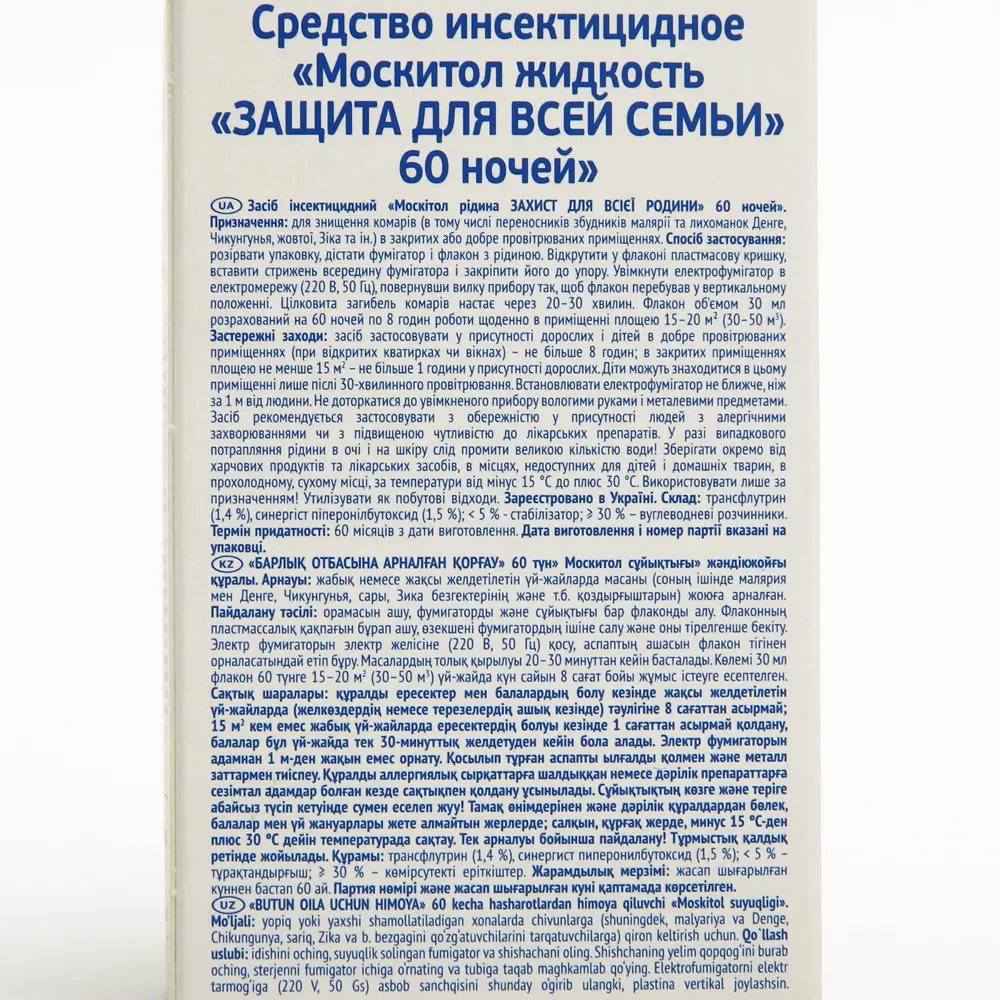 Средство инсектицидное
«Москитол жидкость
«ЗАЩИТА ДЛЯ ВСЕЙ СЕМЬИ»
60 ночей»
UA Засіб інсектицидний «Москітол рідина ЗАХИСТ ДЛЯ ВСІЄЇ РОДИНИ» 60 ночей».
Призначення: для знищення комарів (в тому числі переносників збудників малярії та лихоманок Денге,
Чикунгунья, жовтої, Зіка та ін.) в закритих або добре провітрюваних приміщеннях. Спосіб застосування:
розірвати упаковку, дістати фумігатор і флакон з рідиною. Відкрутити у флаконі пластмасову кришку,
вставити стрижень всередину фумігатора і закріпити його до упору. Увімкнути електрофумігатор в
електромережу (220 В, 50 Гц), повернувши вилку прибору так, щоб флакон перебував у вертикальному
положенні. Цілковита загибель комарів настає через 20–30 хвилин. Флакон об'ємом 30 мл
розрахований на 60 ночей по 8 годин роботи щоденно в приміщенні площею 15–20 м² (30–50 м³).
Застережні заходи: засіб застосовувати у присутності дорослих і дітей в добре провітрюваних
приміщеннях (при відкритих кватирках чи вікнах) – не більше 8 годин; в закритих приміщеннях
площею не менше 15 м² – не більше 1 години у присутності дорослих. Діти можуть знаходитися в цьому
приміщенні лише післі 30-хвилинного провітрювання. Встановлювати електрофумігатор не ближче, ніж
за 1 м від людини. Не доторкатися до увімкненого прибору вологими руками і металевими предметами.
Засіб рекомендується застосовувати з обережністю у присутності людей з алергічними
захворюваннями чи з підвищеною чутливістю до лікарських препаратів. У разі випадкового
потрапляння рідини в очі і на шкіру слід промити великою кількістю води! Зберігати окремо від
харчових продуктів та лікарських засобів, в місцях, недоступних для дітей і домашніх тварин, в
прохолодному, сухому місці, за температури від мінус 15 °С до плюс 30 °С. Використовувати лише за
призначенням! Утилізувати як побутові відходи. Зареєстровано в Україні. Склад: трансфлутрин
(1,4 %), синергіст піперонілбутоксид (1,5 %); < 5 % - стабілізатор; ≥ 30 % – вуглеводневі розчинники.
Термін придатності: 60 місяців з дати виготовлення. Дата виготовлення і номер партії вказані на
упаковці.
KZ «БАРЛЫҚ ОТБАСЫНА АРНАЛҒАН ҚОРҒАУ» 60 түн» Москитол сұйықтығы» жәндікжойғы
құралы. Арнауы: жабық немесе жақсы желдетілетін үй-жайларда масаны (соның ішінде малярия
мен Денге, Чикунгунья, сары, Зика безгектерінің және т.б. қоздырғыштарын) жоюға арналған.
Пайдалану тәсілі: орамасын ашу, фумигаторды және сұйықтығы бар флаконды алу. Флаконның
пластмассалық қақпағын бұрап ашу, өзекшені фумигатордың ішіне салу және оны тірелгенше бекіту.
Электр фумигаторын электр желісіне (220 В, 50 Гц) қосу, аспаптың ашасын флакон тігінен
орналасатындай етіп бұру. Масалардың толық қырылуы 20–30 минуттан кейін басталады. Көлемі 30 мл
флакон 60 түнге 15–20 м² (30–50 м³) үй-жайда күн сайын 8 сағат бойы жұмыс істеуге есептелген.
Сақтық шаралары: құралды ересектер мен балалардың болу кезінде жақсы желдетілетін
үй-жайларда (желкөздердің немесе терезелердің ашық кезінде) тәулігіне 8 сағаттан асырмай;
15 м² кем емес жабық үй-жайларда ересектердің болуы кезінде 1 сағаттан асырмай қолдану,
балалар бұл үй-жайда тек 30-минуттық желдетуден кейін бола алады. Электр фумигаторын
адамнан 1 м-ден жақын емес орнату. Қосылып тұрған аспапты ылғалды қолмен және металл
заттармен тиіспеу. Құралды аллергиялық сырқаттарға шалдыққан немесе дәрілік препараттарға
сезімтал адамдар болған кезде сақтықпен қолдану ұсынылады. Сұйықтықтың көзге және теріге
абайсыз түсіп кетуінде сумен еселеп жуу! Тамақ өнімдерінен және дәрілік құралдардан бөлек,
балалар мен үй жануарлары жете алмайтын жерлерде; салқын, құрғақ жерде, минус 15 °С-ден
плюс 30 °С дейін температурада сақтау. Тек арналуы бойынша пайдалану! Тұрмыстық қалдық
ретінде жойылады. Құрамы: трансфлутрин (1,4 %), синергист пиперонилбутоксид (1,5 %); < 5 % –
тұрақтандырғыш; ≥ 30 % – көмірсутекті еріткіштер. Жарамдылық мерзімі: жасап шығарылған
күннен бастап 60 ай. Партия нөмірі және жасап шығарылған күні қаптамада көрсетілген.
UZ «BUTUN OILA UCHUN HIMOYA» 60 kecha hasharotlardan himoya qiluvchi «Moskitol suyuqligi».
Mo'ljali: yopiq yoki yaxshi shamollatiladigan xonalarda chivunlarga (shuningdek, malyariya va Denge,
Chikungunya, sariq, Zika va b. bezgagini qo'zg'atuvchilarini tarqatuvchilarga) qiron keltirish uchun. Qo`llash
uslubi: idishini oching, suyuqlik solingan fumigator va shishachani oling. Shishchaning yelim qopqog'ini burab
oching, sterjenni fumigator ichiga o'rnating va tubiga taqab maghkamlab qo'ying. Elektrofumigatorni elektr
tarmog'iga (220 V, 50 Gs) asbob sanchqisini shunday o'girib ulangki, plastina vertikal joylashsin.